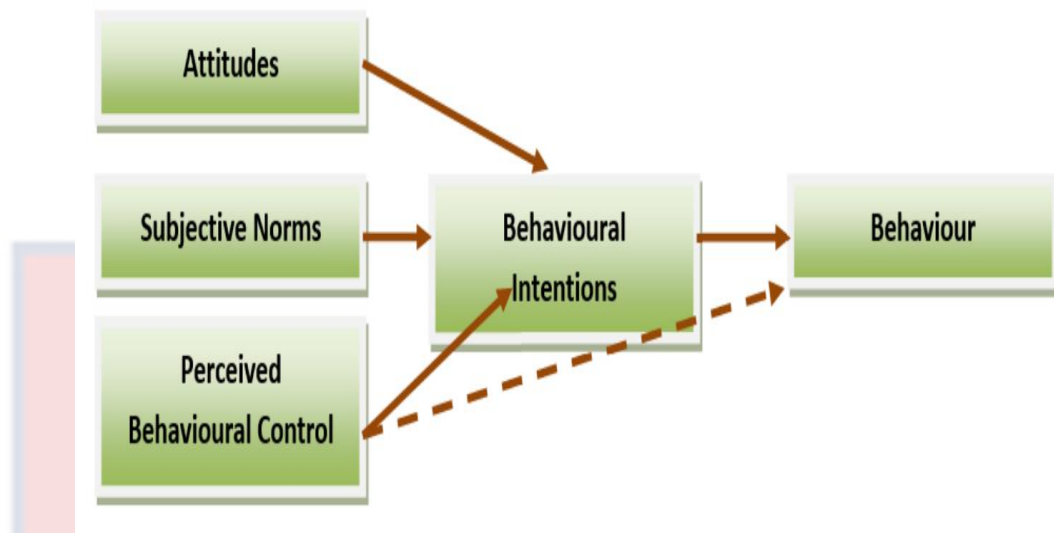 Attitudes
Subjective Norms
Behavioural
Intentions
Behaviour
Perceived
Behavioural Control